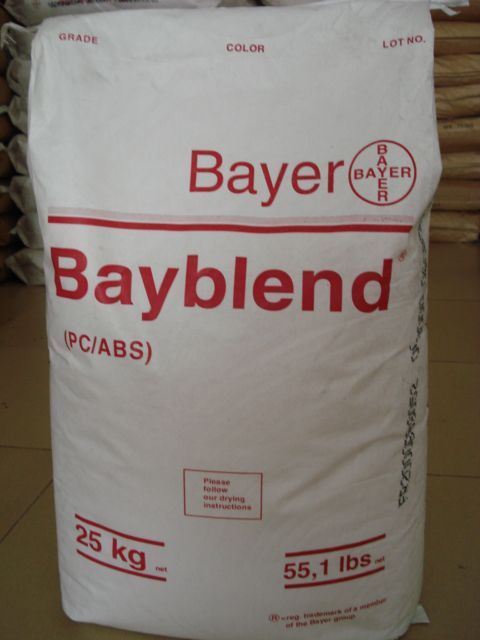 GRADE COLOR LOT NO.
Bayer BAYER BAYER
Bayblend®
(PC/ABS)
Please
follow
our drying
instructions
25 kg net
55,1 lbs net
®=reg. trademark of a member
of the Bayer group